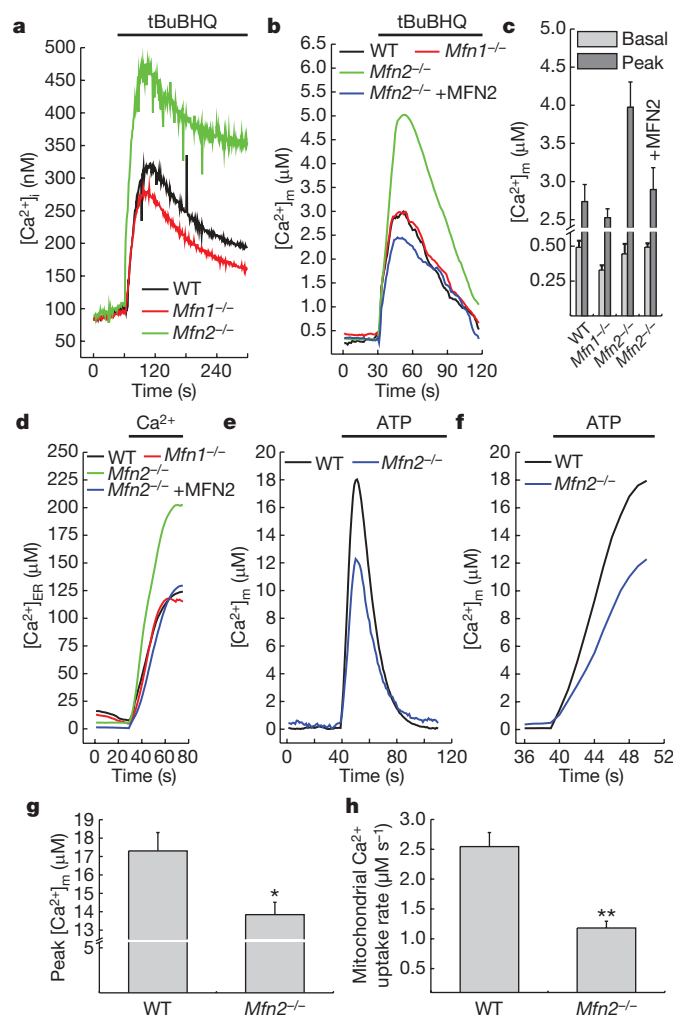 a
tBuBHQ
[Ca²⁺]ᵢ (nM)
500
450
400
350
300
250
200
150
100
50
WT
Mfn1⁻/⁻
Mfn2⁻/⁻
0 80 160 240
Time (s)
b
tBuBHQ
WT Mfn1⁻/⁻
Mfn2⁻/⁻
Mfn2⁻/⁻ +MFN2
[Ca²⁺]ₘ (μM)
6.5
6.0
5.5
5.0
4.5
4.0
3.5
3.0
2.5
2.0
1.5
1.0
0.5
0 30 60 90 120
Time (s)
c
Basal
Peak
[Ca²⁺]ₘ (μM)
5.0
4.0
3.0
2.5
0.50
0.25
+MFN2
WT
Mfn1⁻/⁻
Mfn2⁻/⁻
Mfn2⁻/⁻
d
Ca²⁺
WT Mfn1⁻/⁻
Mfn2⁻/⁻
Mfn2⁻/⁻ +MFN2
[Ca²⁺]ER (μM)
250
225
200
175
150
125
100
75
50
25
0
0 20 40 60 80
Time (s)
e
ATP
WT Mfn2⁻/⁻
[Ca²⁺]ₘ (μM)
20
18
16
14
12
10
8
6
4
2
0
0 20 40 60 80 120
Time (s)
f
ATP
WT
Mfn2⁻/⁻
[Ca²⁺]ₘ (μM)
20
18
16
14
12
10
8
6
4
2
0
36 40 44 48 52
Time (s)
g
Peak [Ca²⁺]ₘ (μM)
19
18
17
16
15
14
13
5
*
WT Mfn2⁻/⁻
h
Mitochondrial Ca²⁺
uptake rate (μM s⁻¹)
3.0
2.5
2.0
1.5
1.0
0.5
**
WT Mfn2⁻/⁻